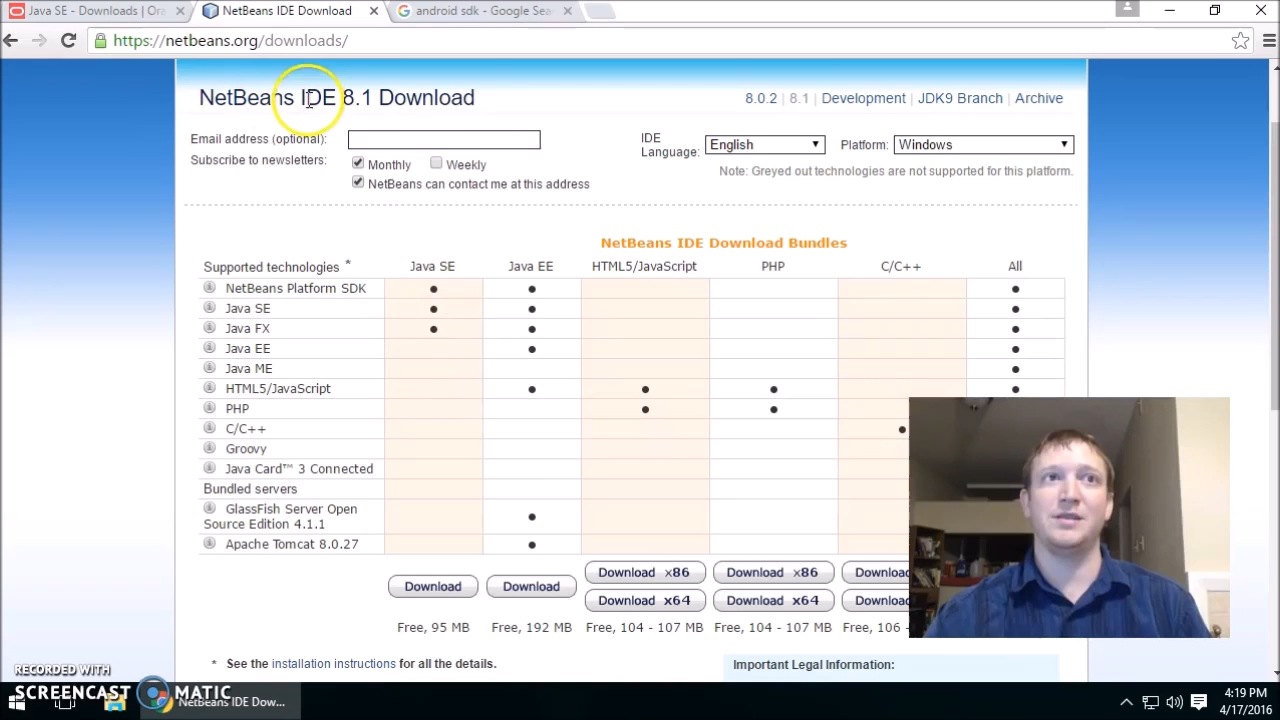 Java SE - Downloads | Ora
NetBeans IDE Download
android sdk - Google Sea
https://netbeans.org/downloads/
NetBeans IDE 8.1 Download
8.0.2 | 8.1 | Development | JDK9 Branch | Archive
Email address (optional):
IDE Language: English
Platform: Windows
Subscribe to newsletters:
Monthly Weekly
Note: Greyed out technologies are not supported for this platform.
NetBeans can contact me at this address
NetBeans IDE Download Bundles
Supported technologies * Java SE Java EE HTML5/JavaScript PHP C/C++ All
NetBeans Platform SDK
Java SE
Java FX
Java EE
Java ME
HTML5/JavaScript
PHP
C/C++
Groovy
Java Card™ 3 Connected
Bundled servers
GlassFish Server Open
Source Edition 4.1.1
Apache Tomcat 8.0.27
Download Download Download x86 Download x86 Downloa
Download x64 Download x64 Downloa
Free, 95 MB Free, 192 MB Free, 104 - 107 MB Free, 104 - 107 MB Free, 106
* See the installation instructions for all the details.
Important Legal Information:
RECORDED WITH
SCREENCAST MATIC
NetBeans IDE Dow...
4:19 PM
4/17/2016